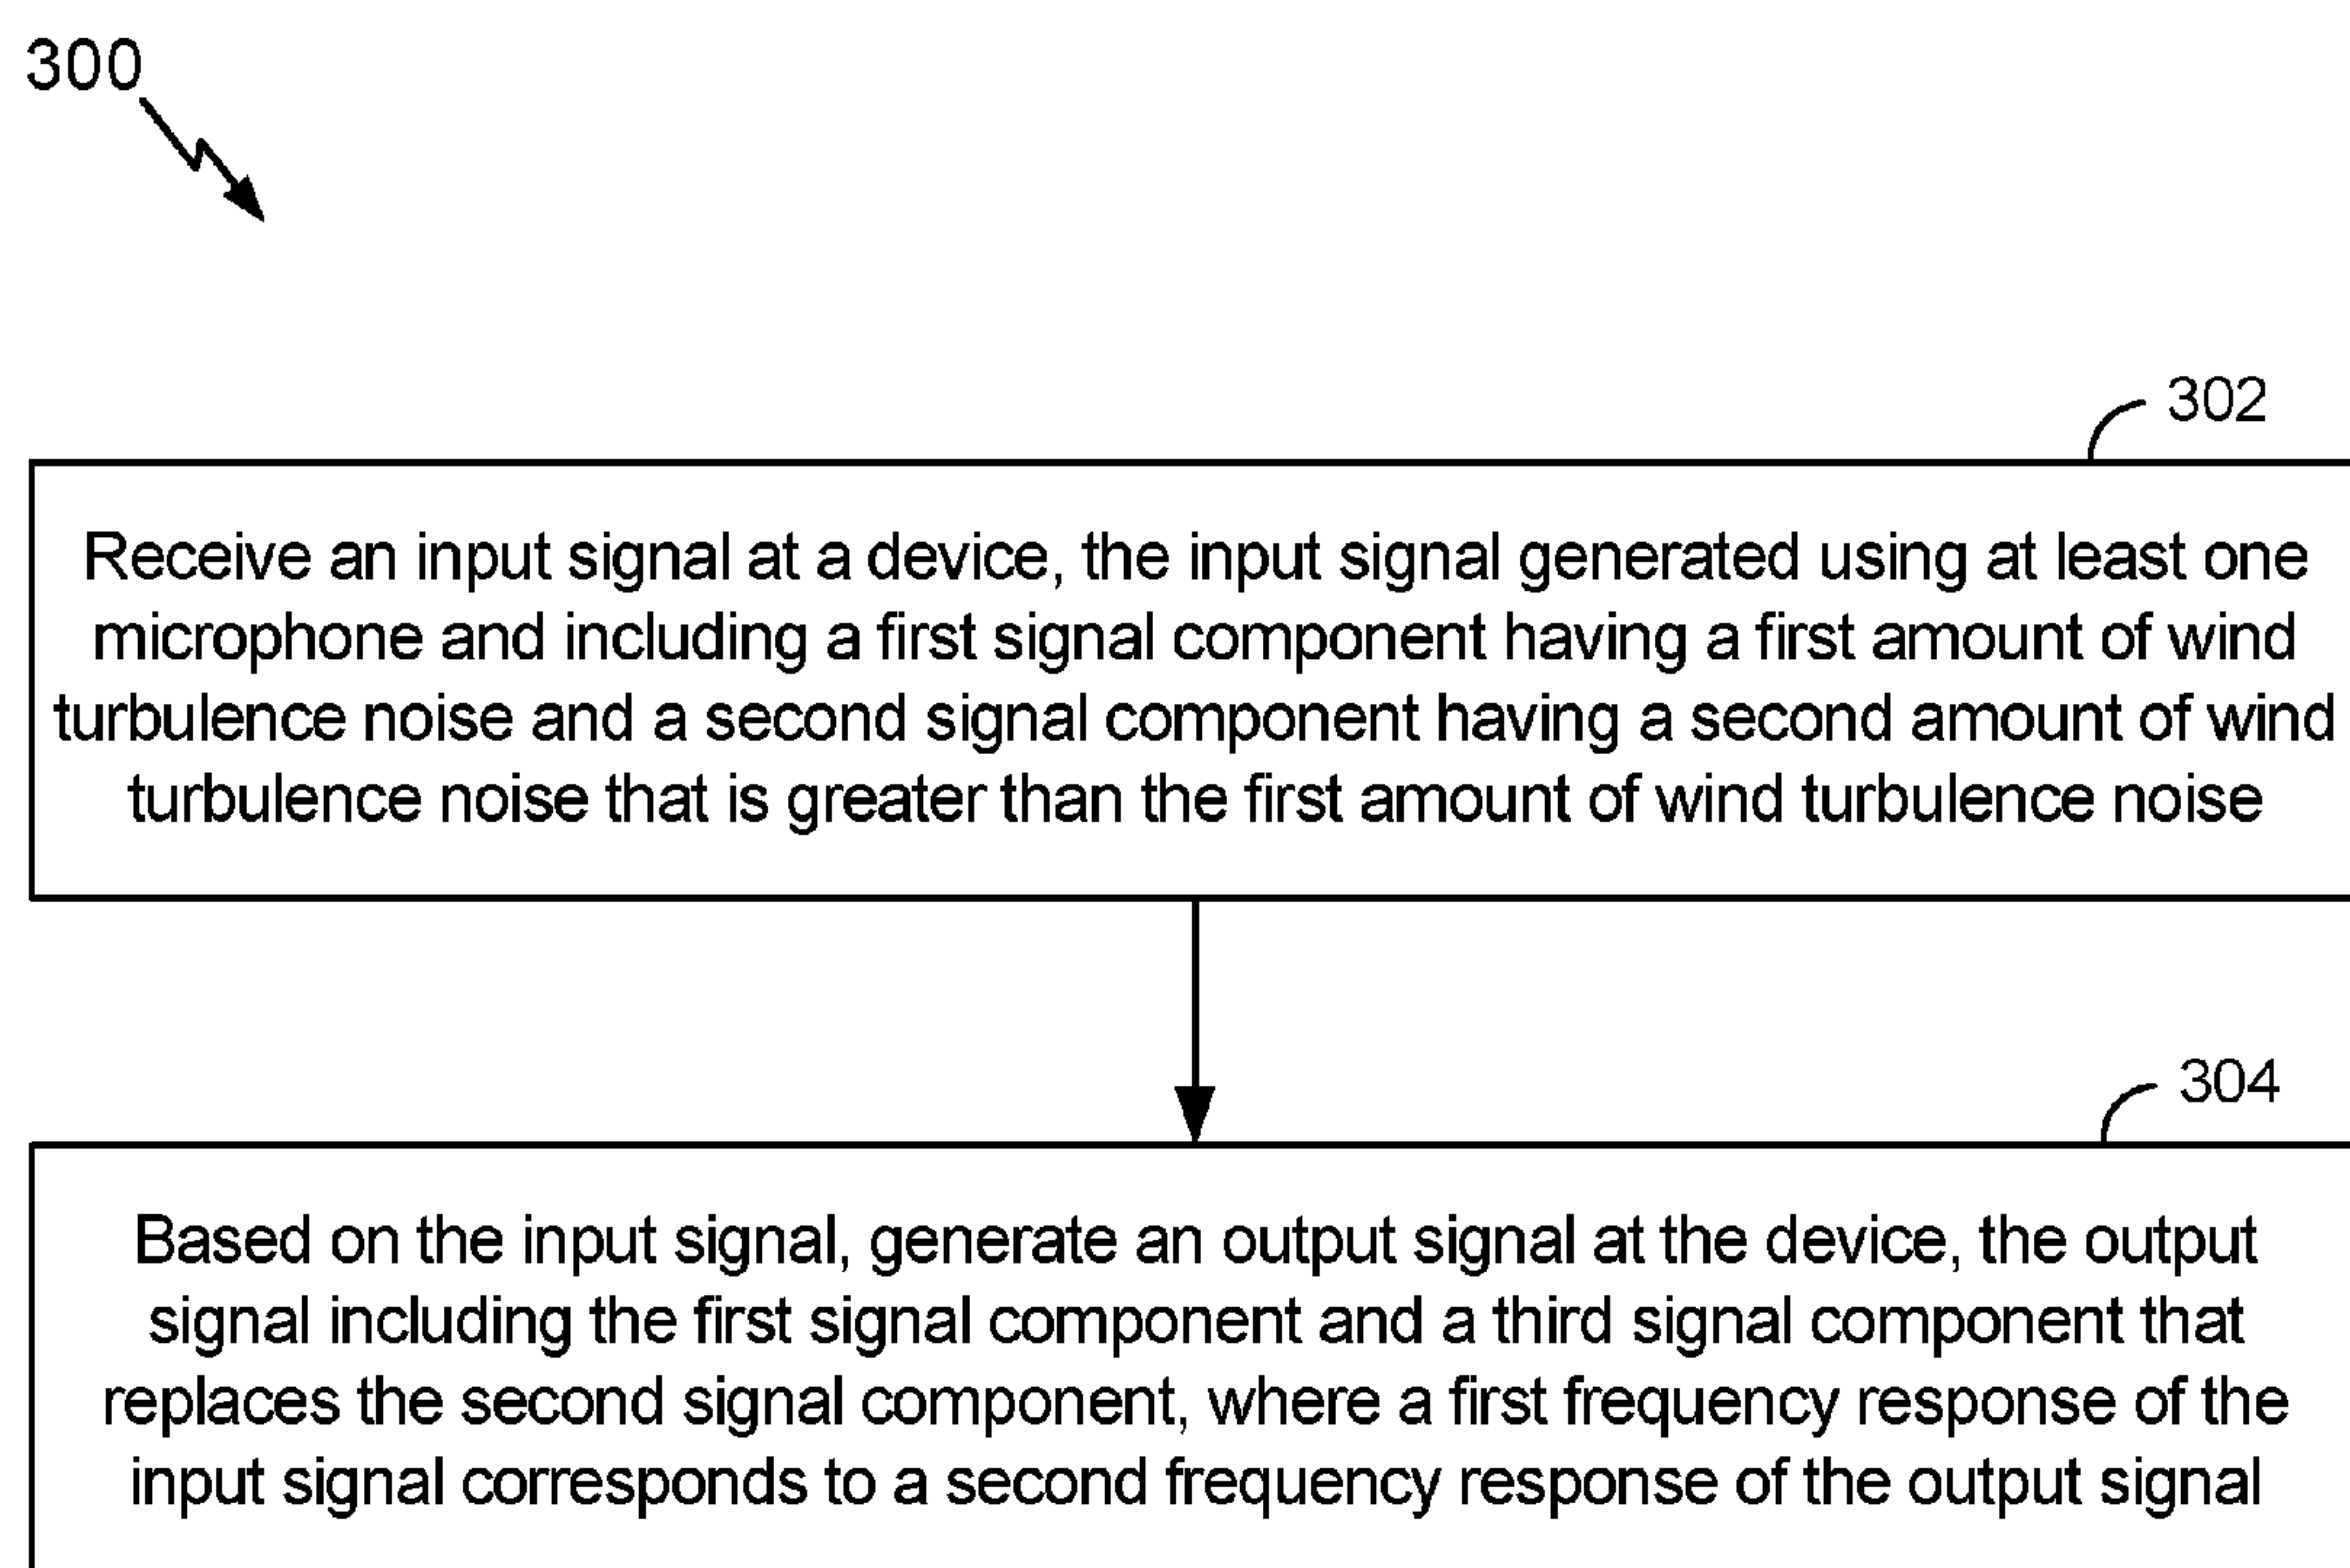 300
302
Receive an input signal at a device, the input signal generated using at least one
microphone and including a first signal component having a first amount of wind
turbulence noise and a second signal component having a second amount of wind
turbulence noise that is greater than the first amount of wind turbulence noise
304
Based on the input signal, generate an output signal at the device, the output
signal including the first signal component and a third signal component that
replaces the second signal component, where a first frequency response of the
input signal corresponds to a second frequency response of the output signal